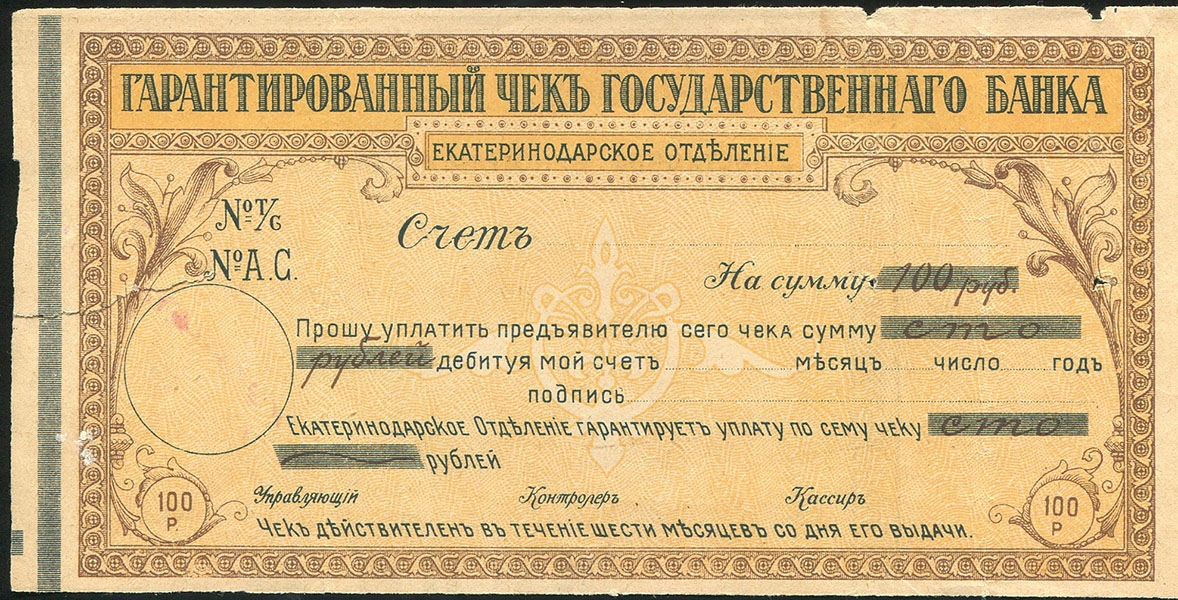 ГАРАНТИРОВАННЫЙ ЧЕКЪ ГОСУДАРСТВЕННАГО БАНКА
ЕКАТЕРИНОДАРСКОЕ ОТДѢЛЕНІЕ
№ Т/С
Счетъ
№ А.С.
На сумму 100 руб.
Прошу уплатить предъявителю сего чека сумму сто
рублей дебитуя мой счетъ мѣсяцъ число годъ
подпись
Екатеринодарское Отдѣленіе гарантируетъ уплату по сему чеку сто
рублей
Управляющій Контролеръ Кассиръ
100 Р.
100 Р
Чекъ дѣйствителенъ въ теченіе шести мѣсяцевъ со дня его выдачи.